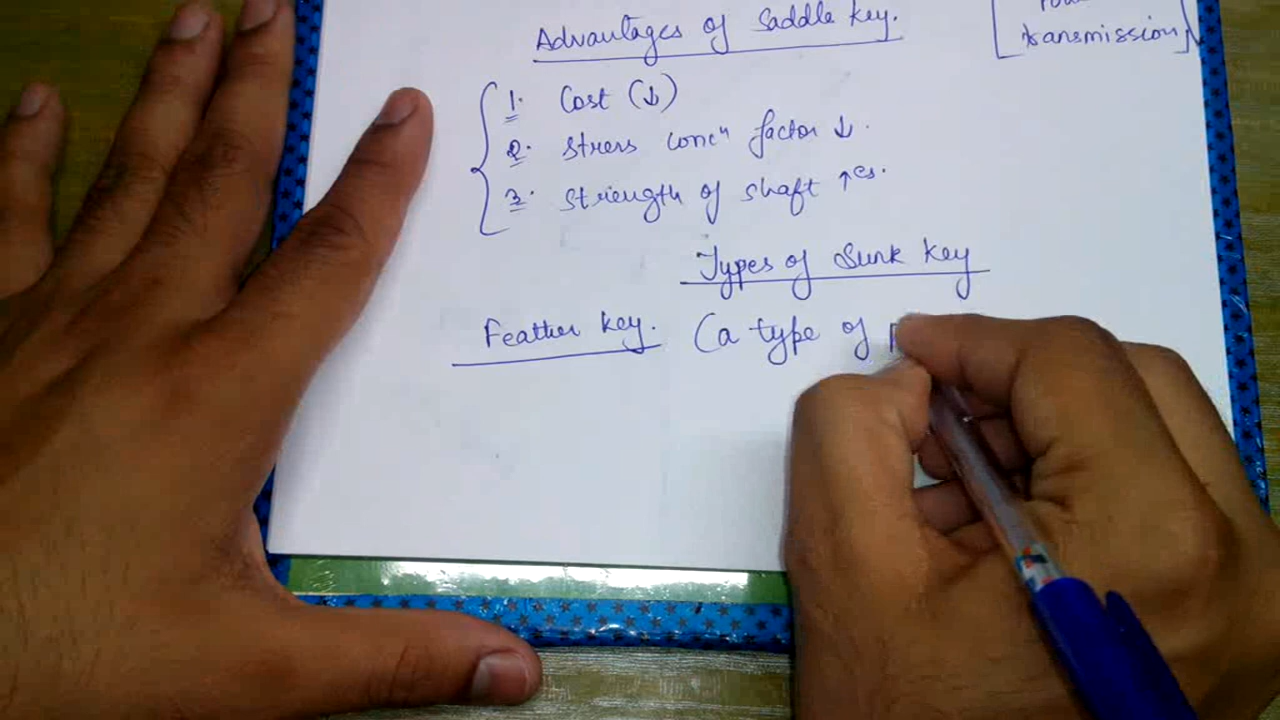 Advantages of Saddle key.
transmission]
1. Cost (↓)
2. Stress concⁿ factor ↓.
3. Strength of shaft ↑es.
Types of Sunk key
Feather key. (a type of